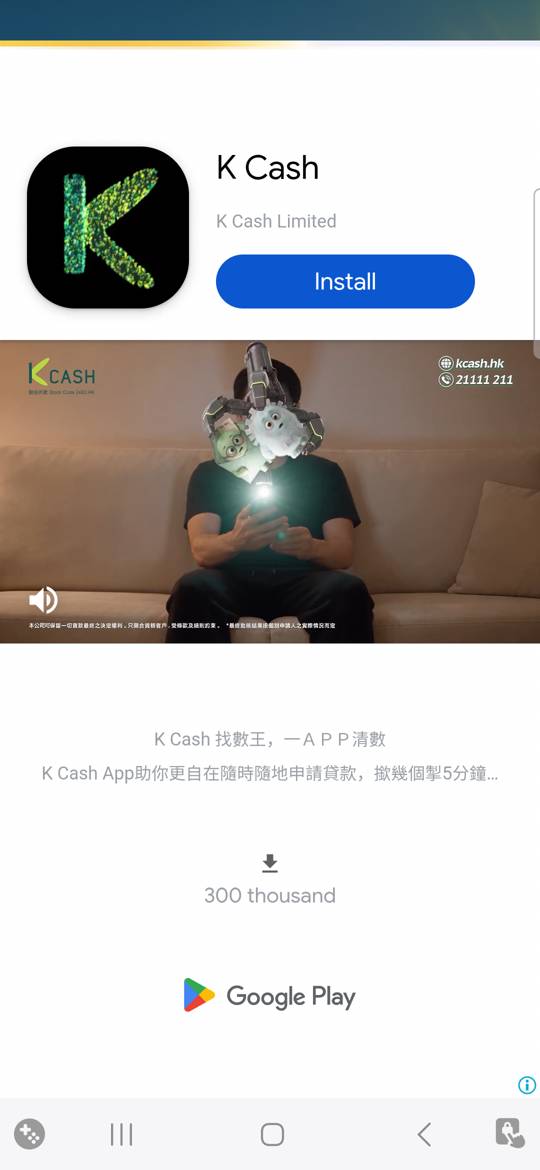 K Cash
K Cash Limited
Install
K CASH
kcash.hk
21111 211
K Cash 找數王，一ＡＰＰ清數
K Cash App助你更自在隨時隨地申請貸款，撳幾個掣5分鐘…
300 thousand
Google Play